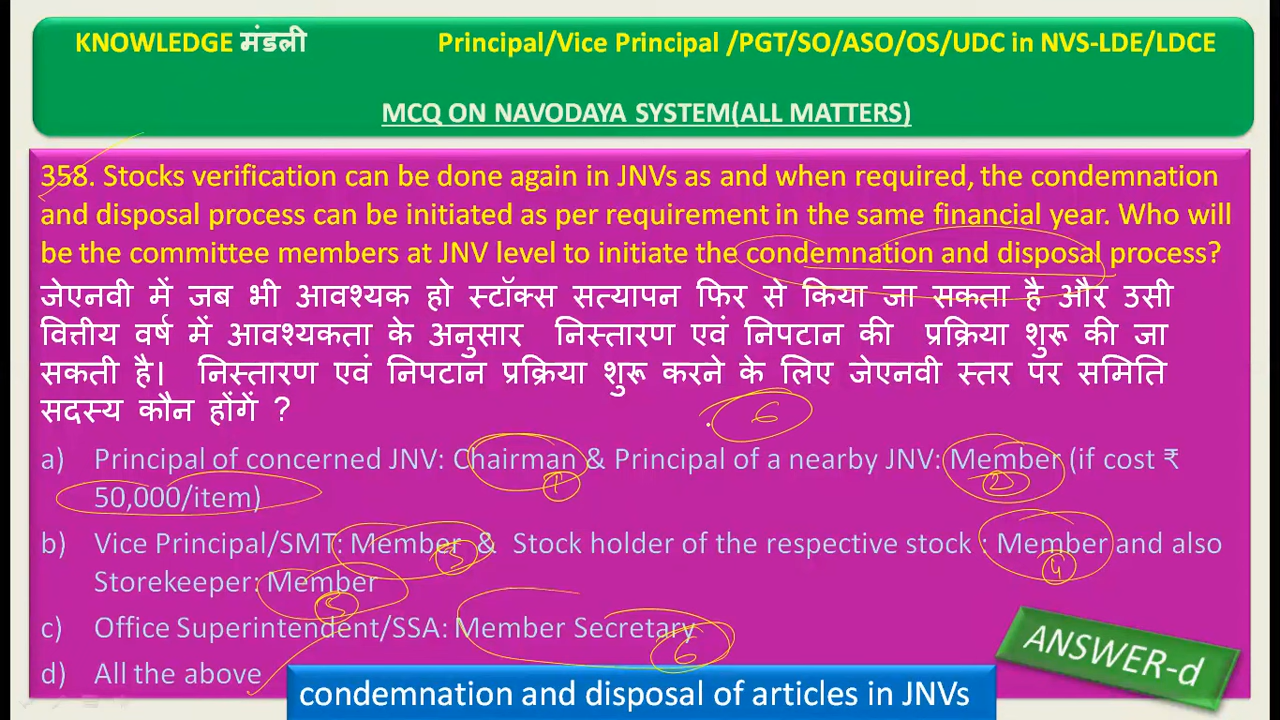 KNOWLEDGE मंडली Principal/Vice Principal /PGT/SO/ASO/OS/UDC in NVS-LDE/LDCE
MCQ ON NAVODAYA SYSTEM(ALL MATTERS)
358. Stocks verification can be done again in JNVs as and when required, the condemnation
and disposal process can be initiated as per requirement in the same financial year. Who will
be the committee members at JNV level to initiate the condemnation and disposal process?
जेएनवी में जब भी आवश्यक हो स्टॉक्स सत्यापन फिर से किया जा सकता है और उसी
वित्तीय वर्ष में आवश्यकता के अनुसार निस्तारण एवं निपटान की प्रक्रिया शुरू की जा
सकती है। निस्तारण एवं निपटान प्रक्रिया शुरू करने के लिए जेएनवी स्तर पर समिति
सदस्य कौन होंगें ?
6
a) Principal of concerned JNV: Chairman & Principal of a nearby JNV: Member (if cost ₹
1 2
50,000/item)
b) Vice Principal/SMT: Member & Stock holder of the respective stock : Member and also
3 4
Storekeeper: Member
5
c) Office Superintendent/SSA: Member Secretary
6
d) All the above
ANSWER-d
condemnation and disposal of articles in JNVs